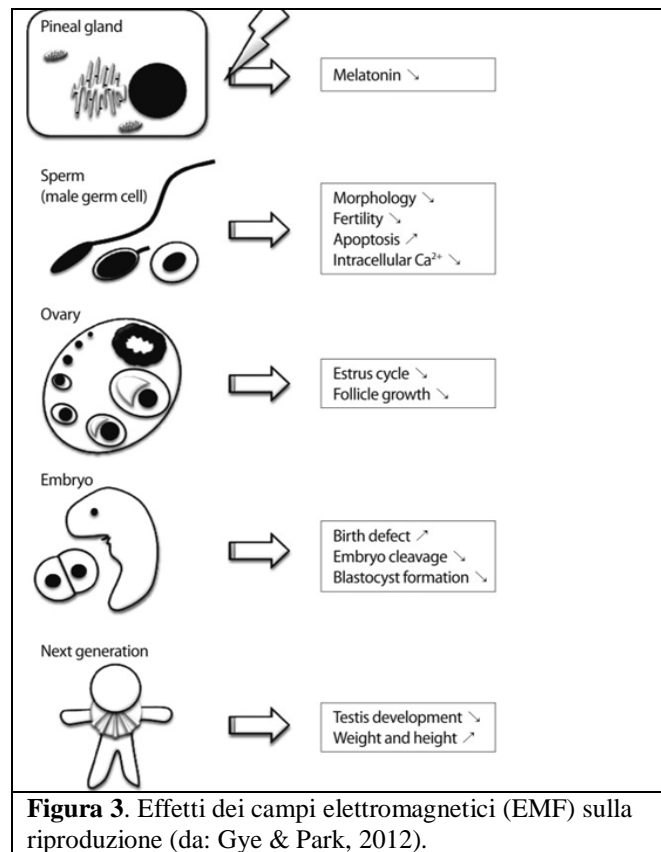 Pineal gland
Melatonin ↘
Sperm
(male germ cell)
Morphology ↘
Fertility ↘
Apoptosis ↗
Intracellular Ca²⁺ ↘
Ovary
Estrus cycle ↘
Follicle growth ↘
Embryo
Birth defect ↗
Embryo cleavage ↘
Blastocyst formation ↘
Next generation
Testis development ↘
Weight and height ↗
Figura 3. Effetti dei campi elettromagnetici (EMF) sulla
riproduzione (da: Gye & Park, 2012).